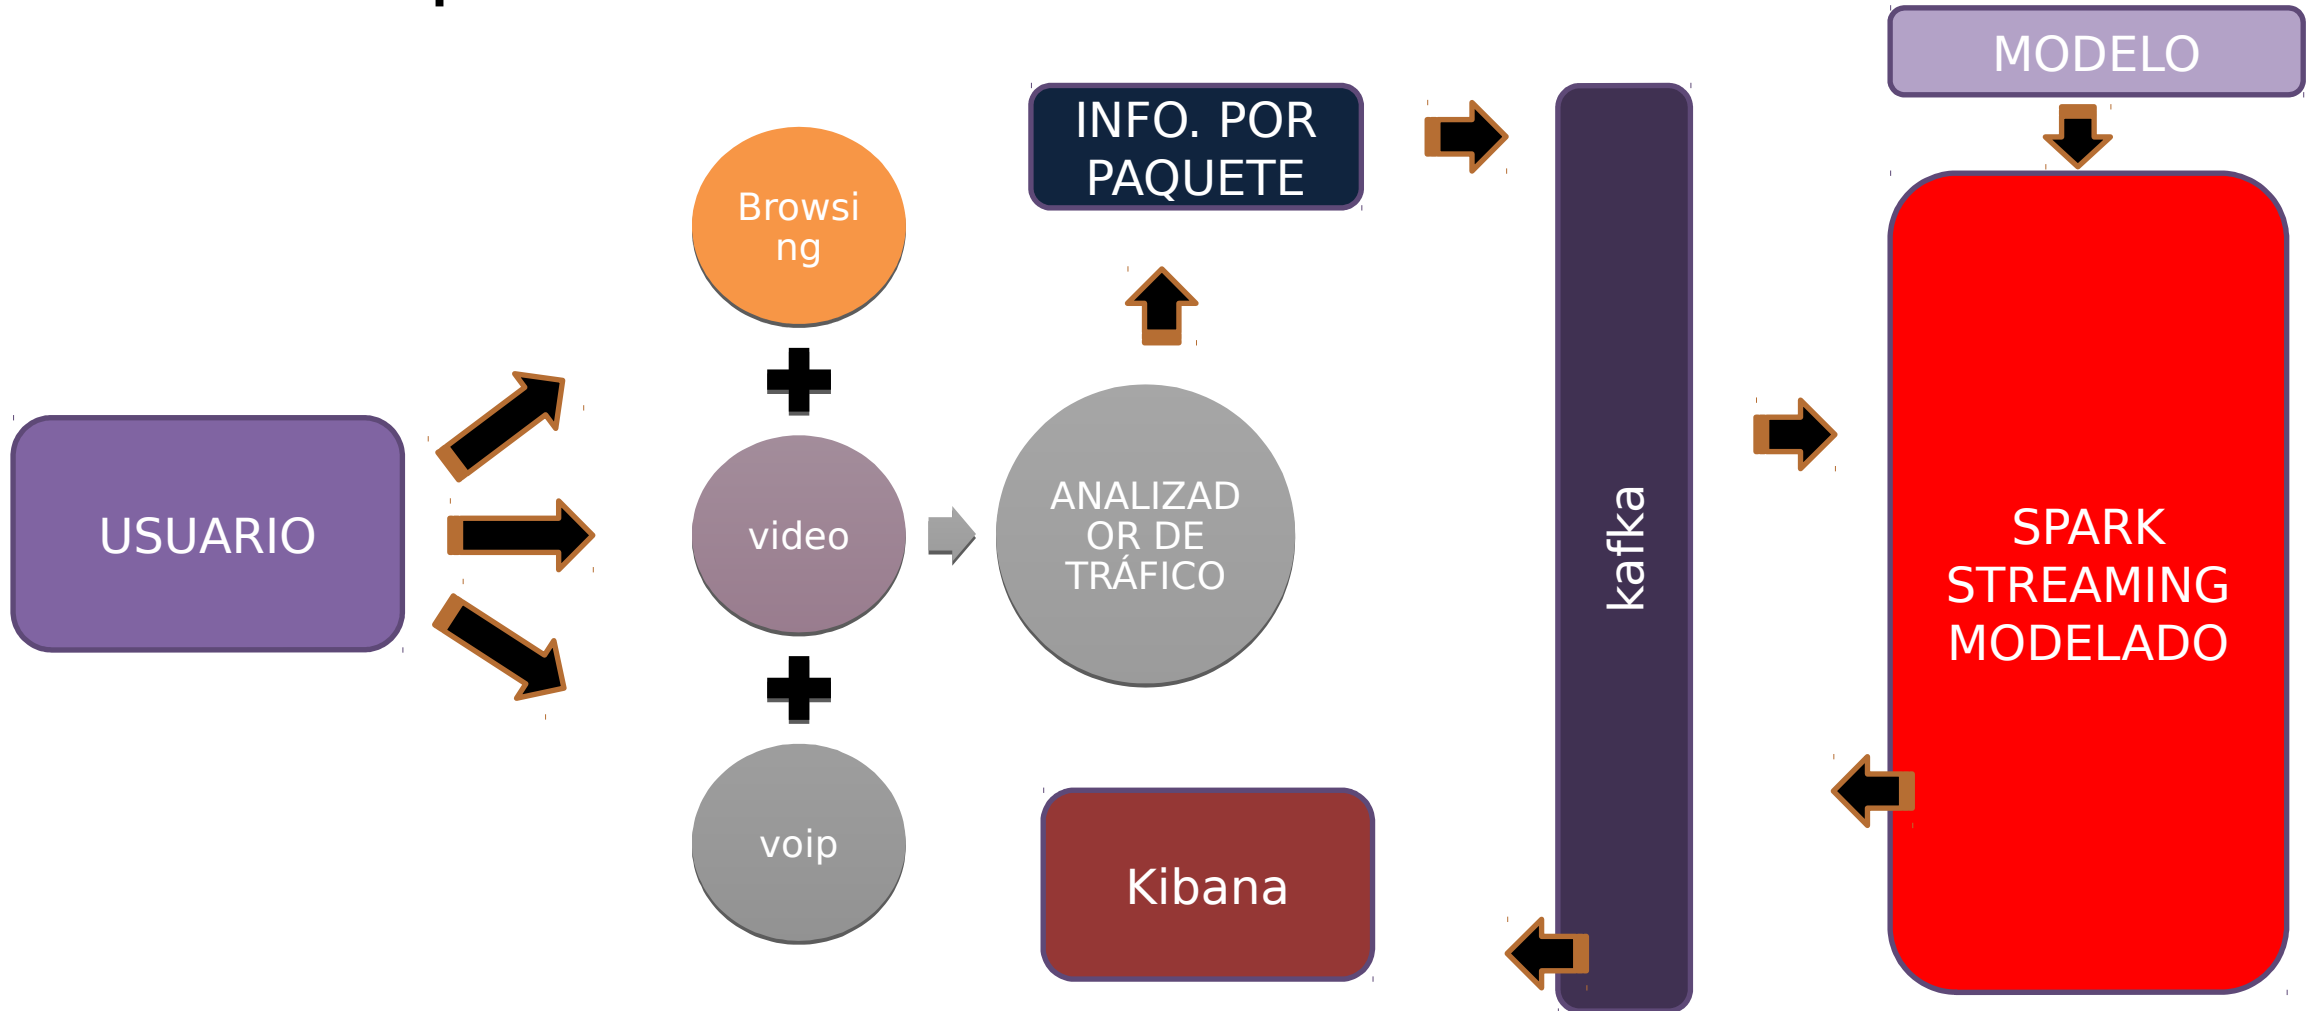 MODELO
INFO. POR
PAQUETE
Browsi
ng
USUARIO
video
ANALIZAD
OR DE
TRÁFICO
kafka
SPARK
STREAMING
MODELADO
voip
Kibana